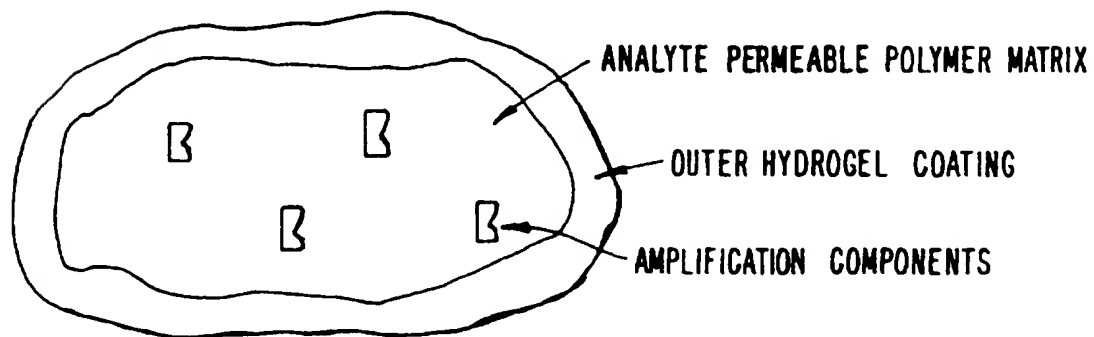 ANALYTE PERMEABLE POLYMER MATRIX
OUTER HYDROGEL COATING
AMPLIFICATION COMPONENTS